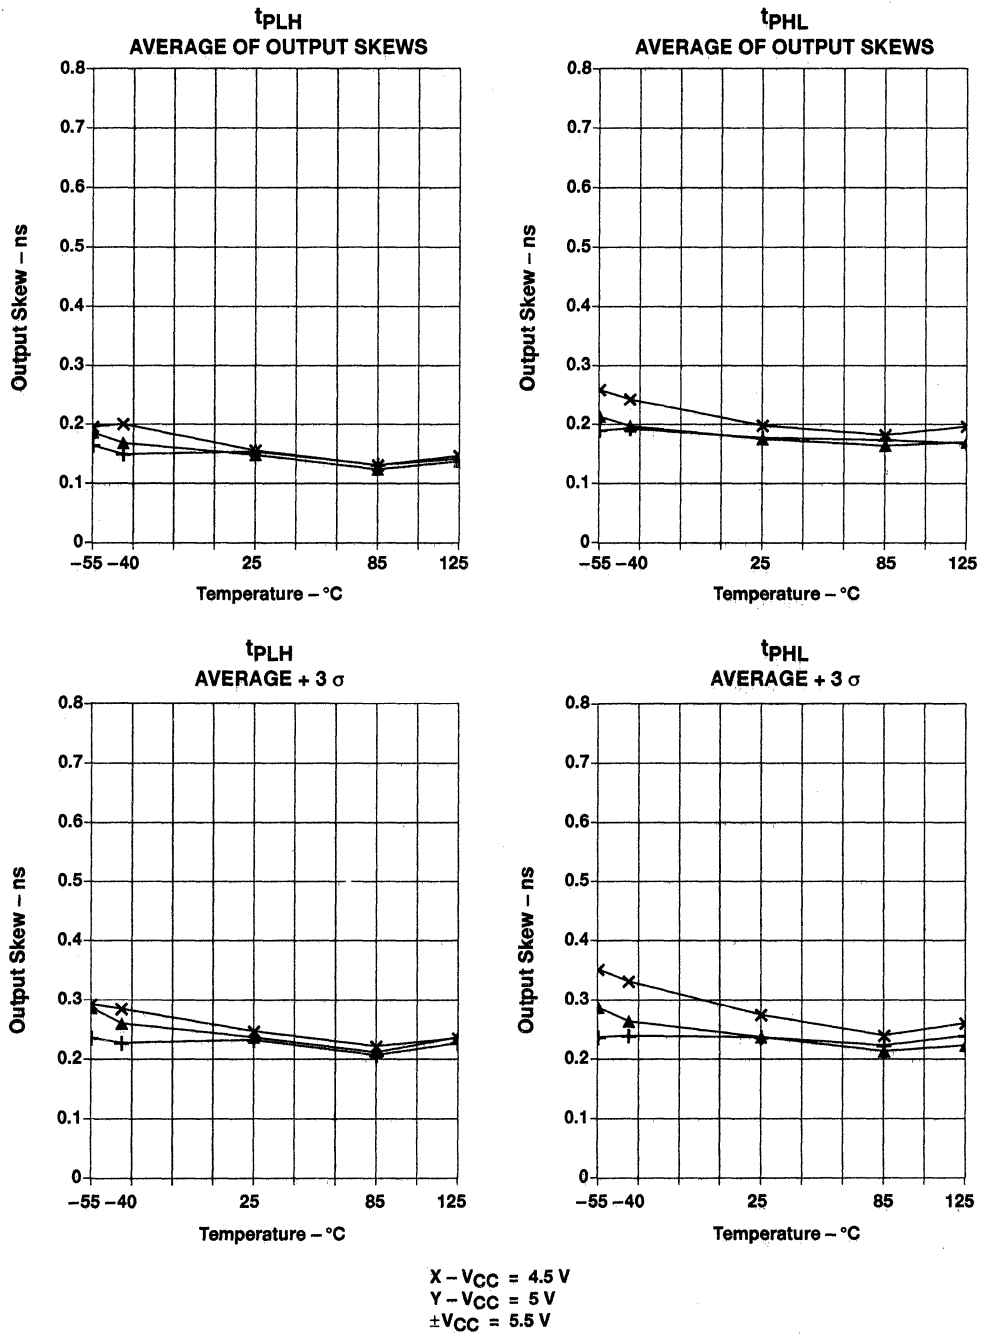 tPLH
AVERAGE OF OUTPUT SKEWS
0.8
0.7
0.6
0.5
0.4
0.3
0.2
0.1
0
Output Skew – ns
–55 –40 25 85 125
Temperature – °C
tPHL
AVERAGE OF OUTPUT SKEWS
0.8
0.7
0.6
0.5
0.4
0.3
0.2
0.1
0
Output Skew – ns
–55 –40 25 85 125
Temperature – °C
tPLH
AVERAGE + 3 σ
0.8
0.7
0.6
0.5
0.4
0.3
0.2
0.1
0
Output Skew – ns
–55 –40 25 85 125
Temperature – °C
tPHL
AVERAGE + 3 σ
0.8
0.7
0.6
0.5
0.4
0.3
0.2
0.1
0
Output Skew – ns
–55 –40 25 85 125
Temperature – °C
X – VCC = 4.5 V
Y – VCC = 5 V
±VCC = 5.5 V